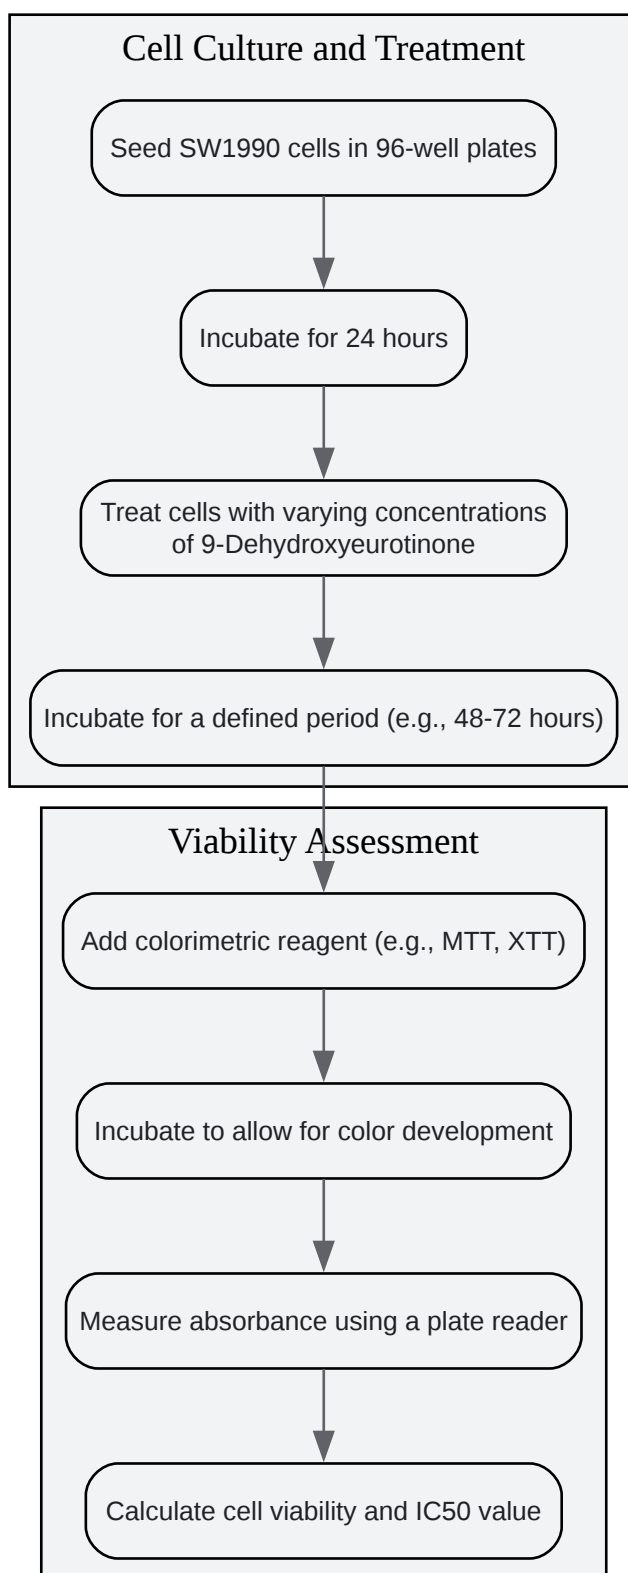 Cell Culture and Treatment
Seed SW1990 cells in 96-well plates
Incubate for 24 hours
Treat cells with varying concentrations
of 9-Dehydroxyeurotinone
Incubate for a defined period (e.g., 48-72 hours)
Viability Assessment
Add colorimetric reagent (e.g., MTT, XTT)
Incubate to allow for color development
Measure absorbance using a plate reader
Calculate cell viability and IC50 value